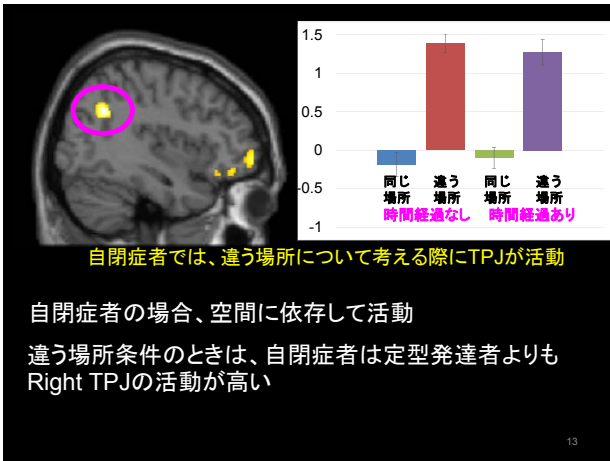 1.5
1
0.5
0
-0.5
-1
同じ 違う 同じ 違う
場所 場所 場所 場所
時間経過なし 時間経過あり
自閉症者では、違う場所について考える際にTPJが活動
自閉症者の場合、空間に依存して活動
違う場所条件のときは、自閉症者は定型発達者よりも
Right TPJの活動が高い
13